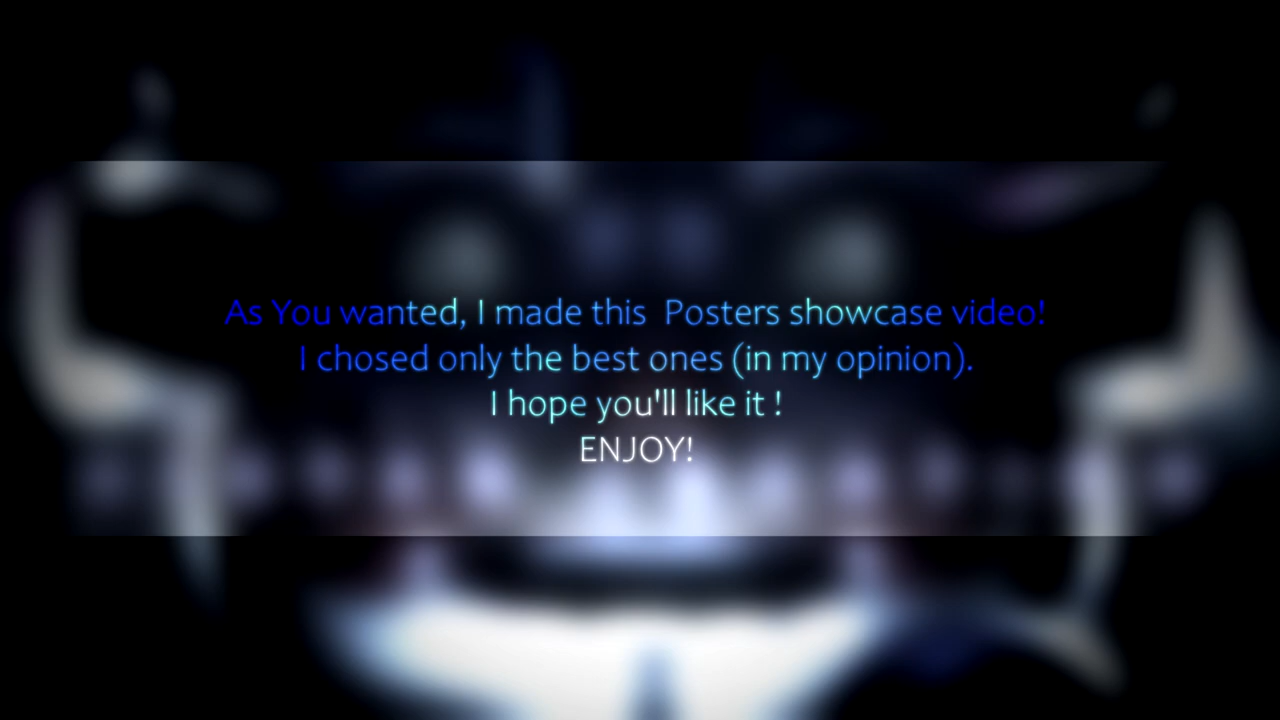 As You wanted, I made this  Posters showcase video!
I chosed only the best ones (in my opinion).
I hope you'll like it !
ENJOY!